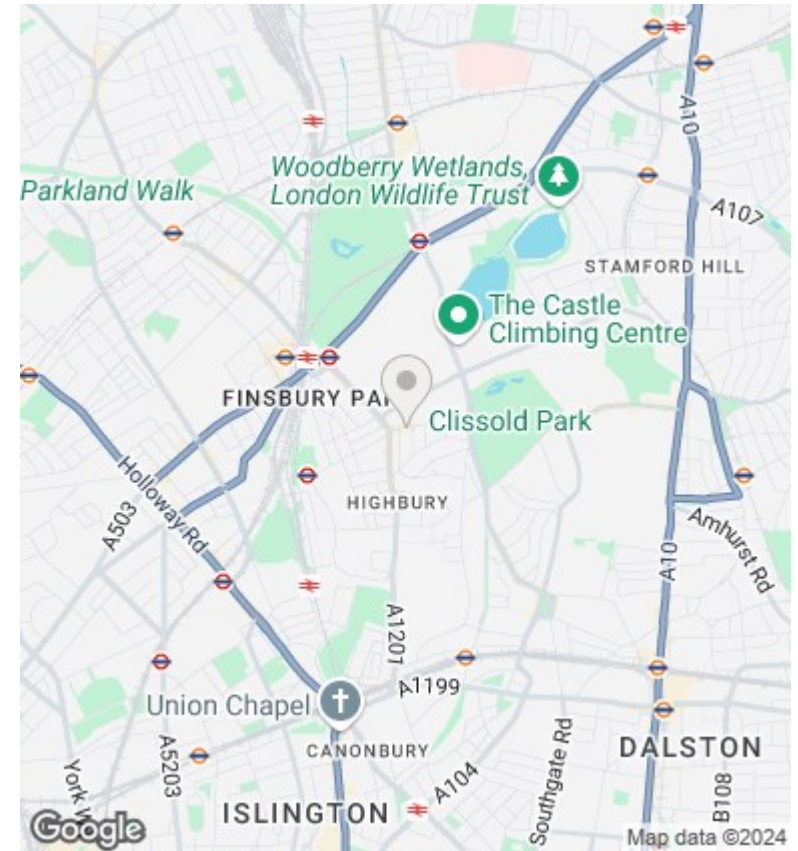 A10
Woodberry Wetlands,
London Wildlife Trust
Parkland Walk
A107
STAMFORD HILL
The Castle
Climbing Centre
FINSBURY PA
Clissold Park
Holloway Rd
A503
HIGHBURY
Amhurst Rd
A10
A1201
A1199
Union Chapel
CANONBURY
DALSTON
York W
A5203
A104
Southgate Rd
B108
ISLINGTON
Google
Map data ©2024